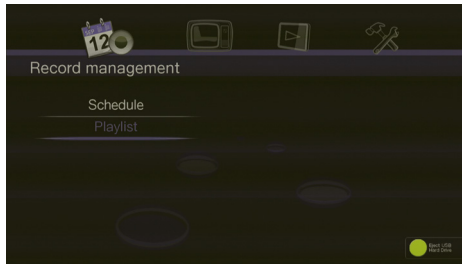 12
Record management
Schedule
Playlist
Eject USB
Hard Drive